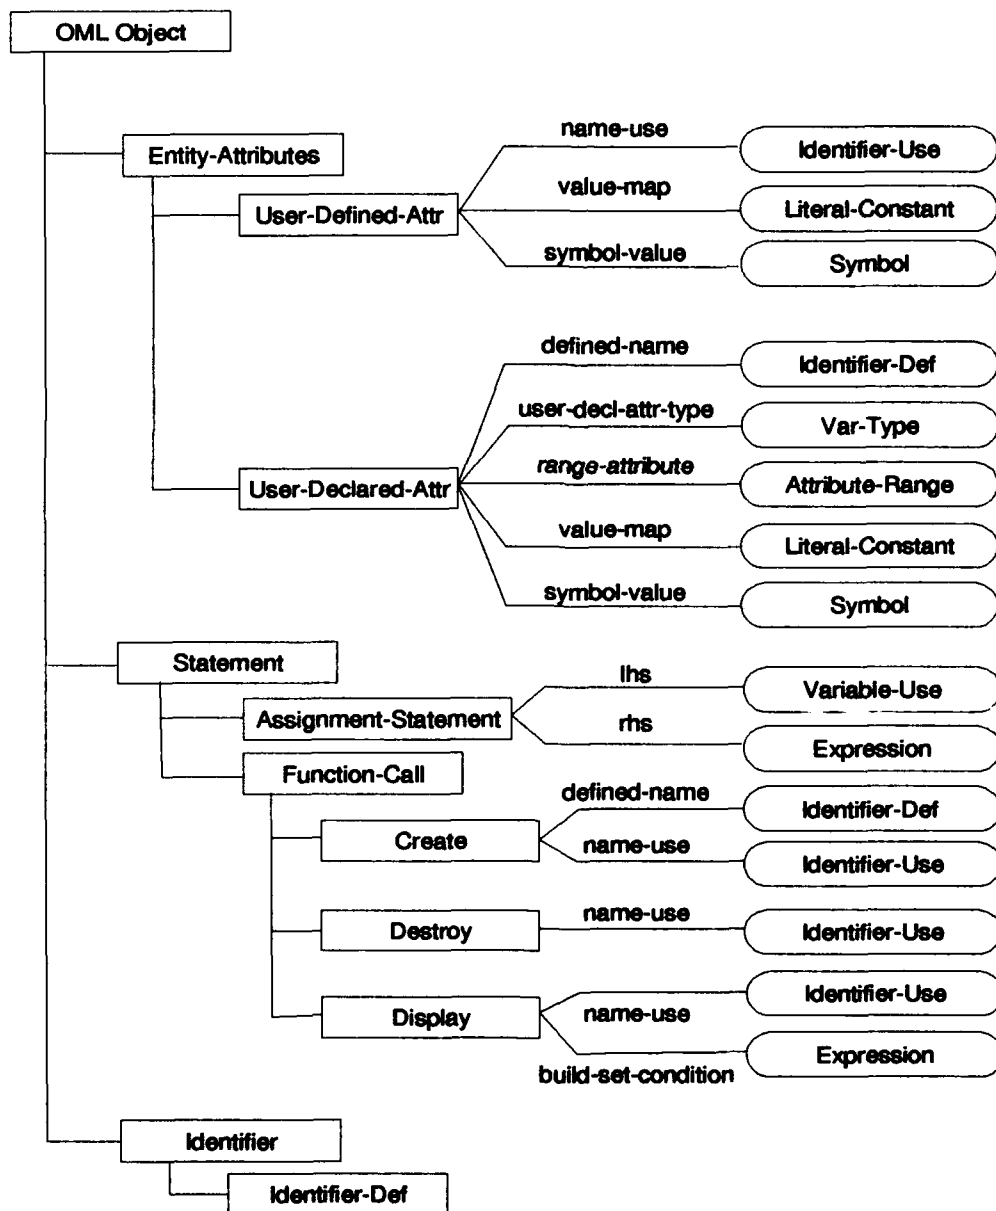 OML Object
Entity-Attributes
name-use
Identifier-Use
User-Defined-Attr
value-map
Literal-Constant
symbol-value
Symbol
defined-name
Identifier-Def
user-decl-attr-type
Var-Type
User-Declared-Attr
range-attribute
Attribute-Range
value-map
Literal-Constant
symbol-value
Symbol
Statement
lhs
Variable-Use
Assignment-Statement
rhs
Expression
Function-Call
defined-name
Identifier-Def
Create
name-use
Identifier-Use
Destroy
name-use
Identifier-Use
Display
name-use
Identifier-Use
build-set-condition
Expression
Identifier
Identifier-Def